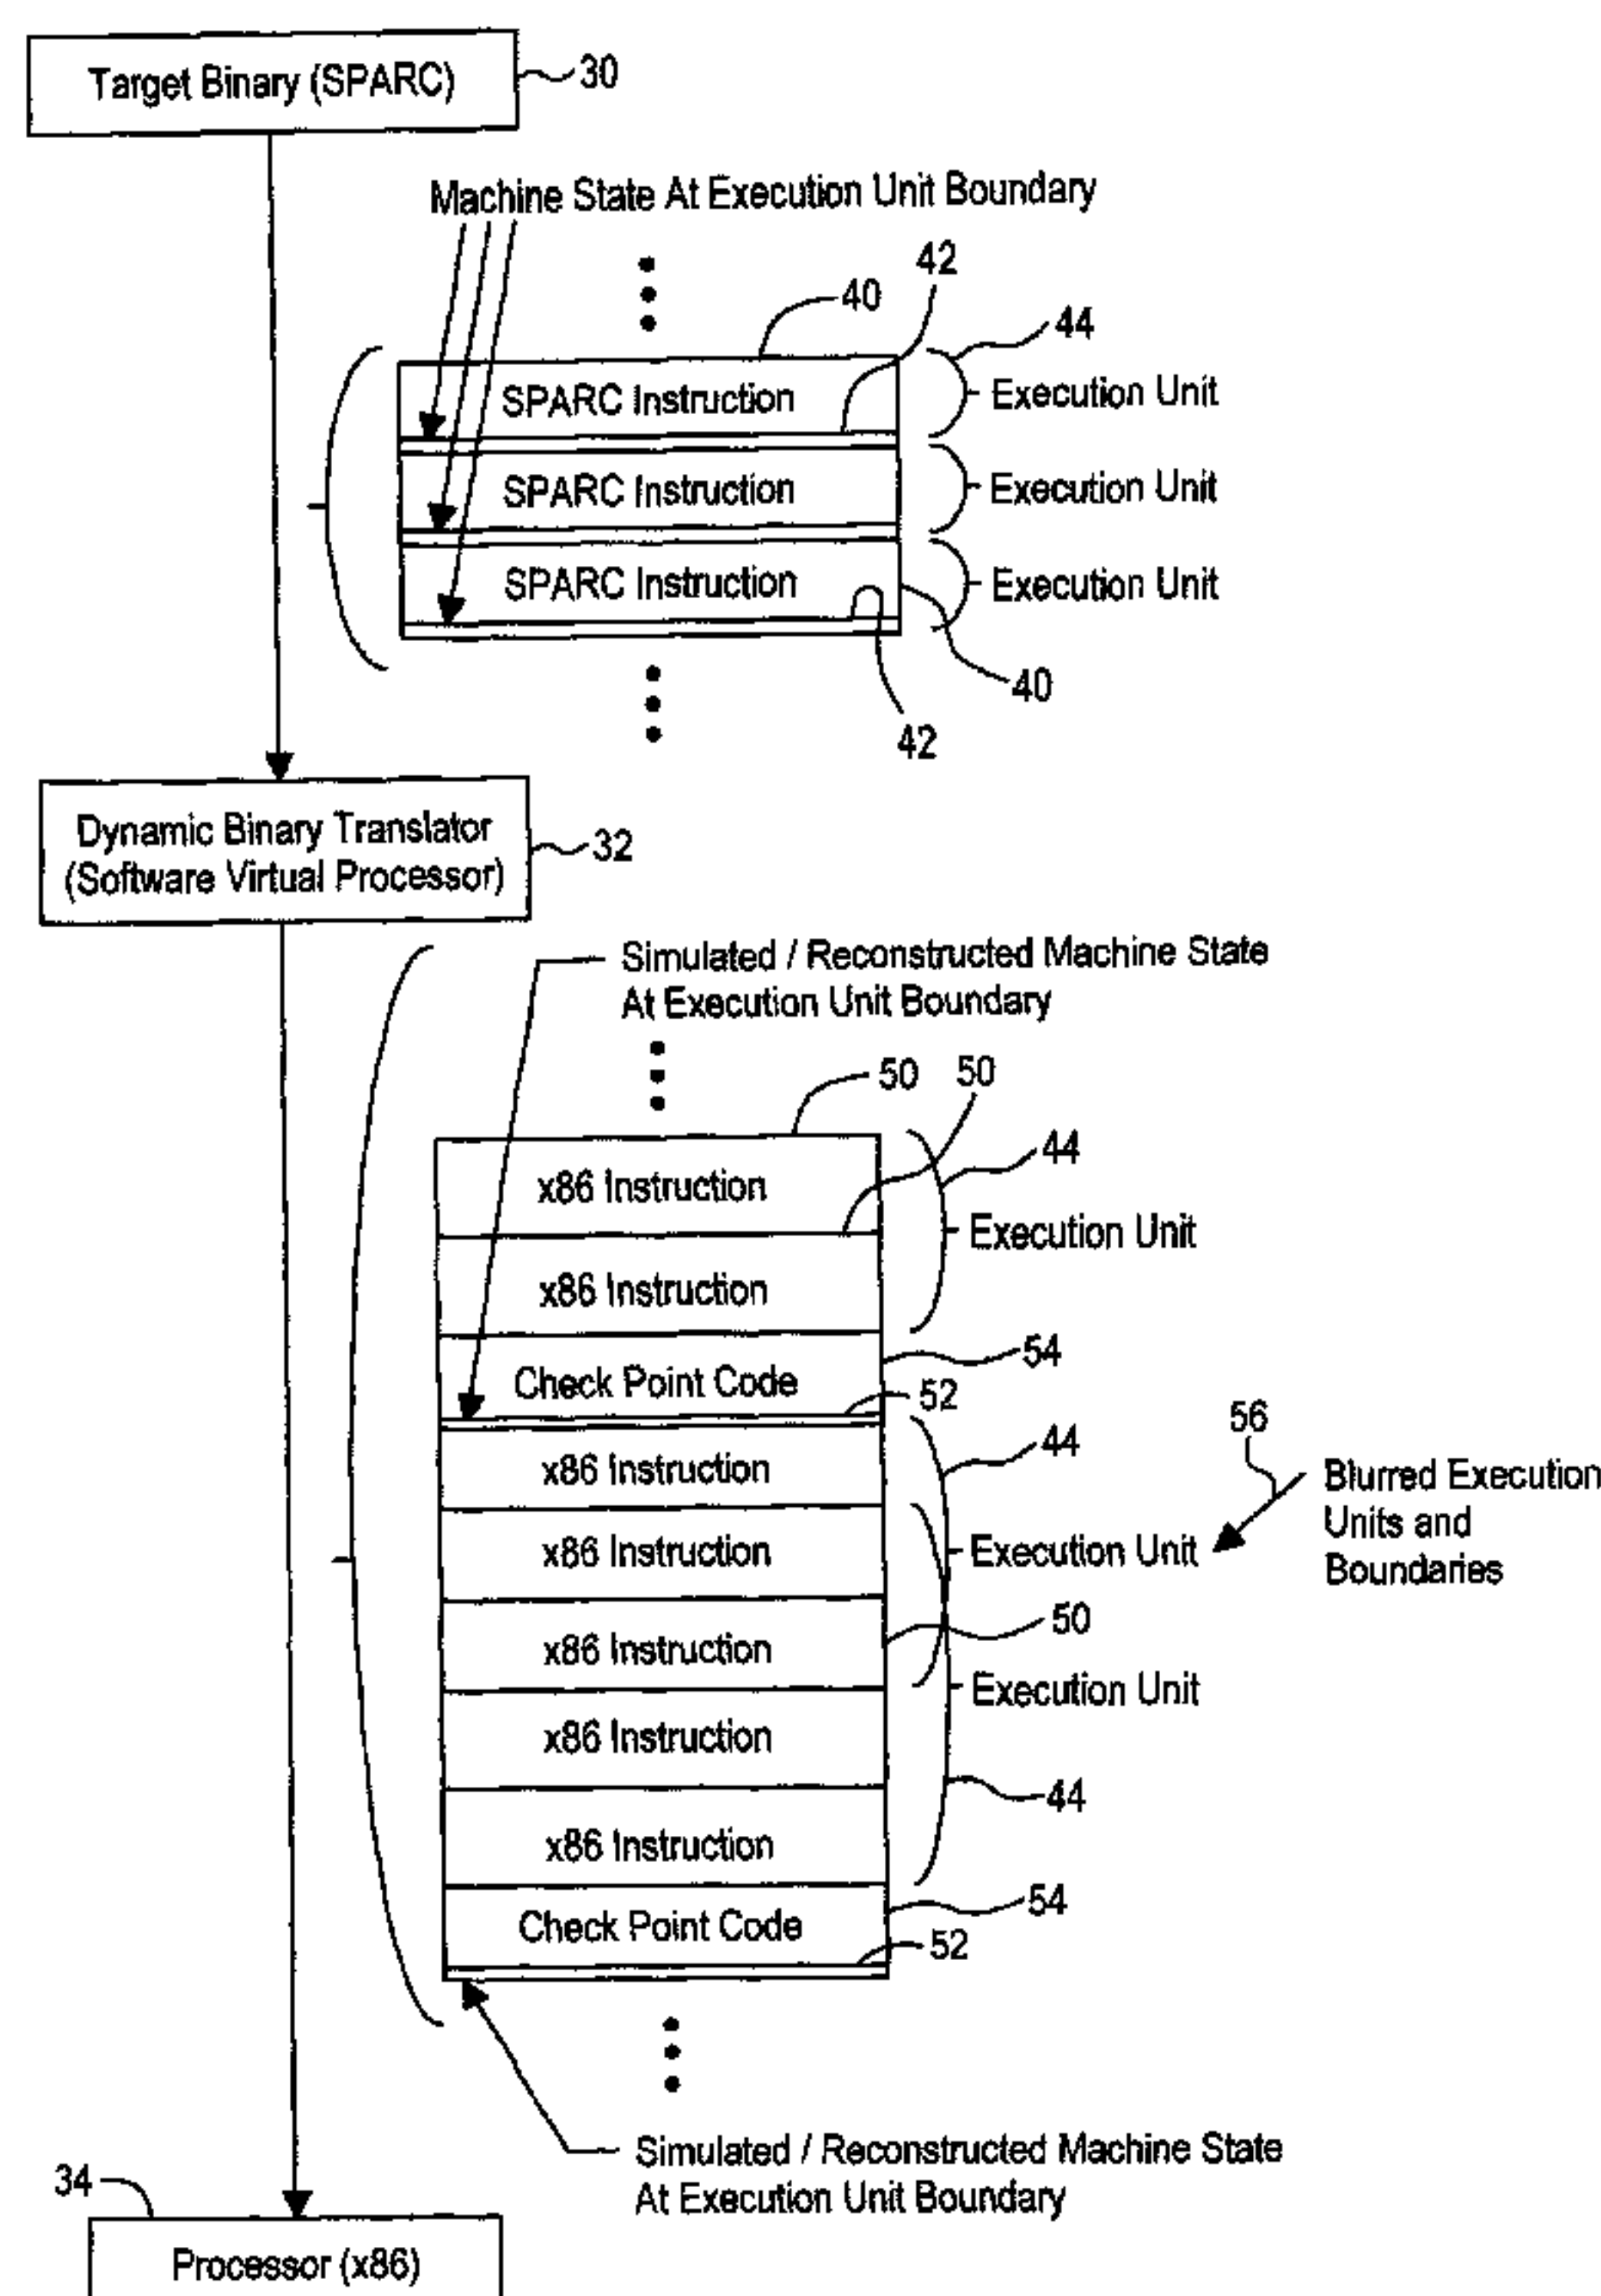 Target Binary (SPARC)
30
Machine State At Execution Unit Boundary
42
40
44
SPARC Instruction
Execution Unit
SPARC Instruction
Execution Unit
SPARC Instruction
Execution Unit
40
42
Dynamic Binary Translator
(Software Virtual Processor)
32
Simulated / Reconstructed Machine State
At Execution Unit Boundary
50
50
44
x86 Instruction
Execution Unit
x86 Instruction
54
Check Point Code
52
44
56
x86 Instruction
Blurred Execution
Units and
Boundaries
x86 Instruction
Execution Unit
50
x86 Instruction
Execution Unit
x86 Instruction
44
x86 Instruction
54
Check Point Code
52
Simulated / Reconstructed Machine State
At Execution Unit Boundary
34
Processor (x86)